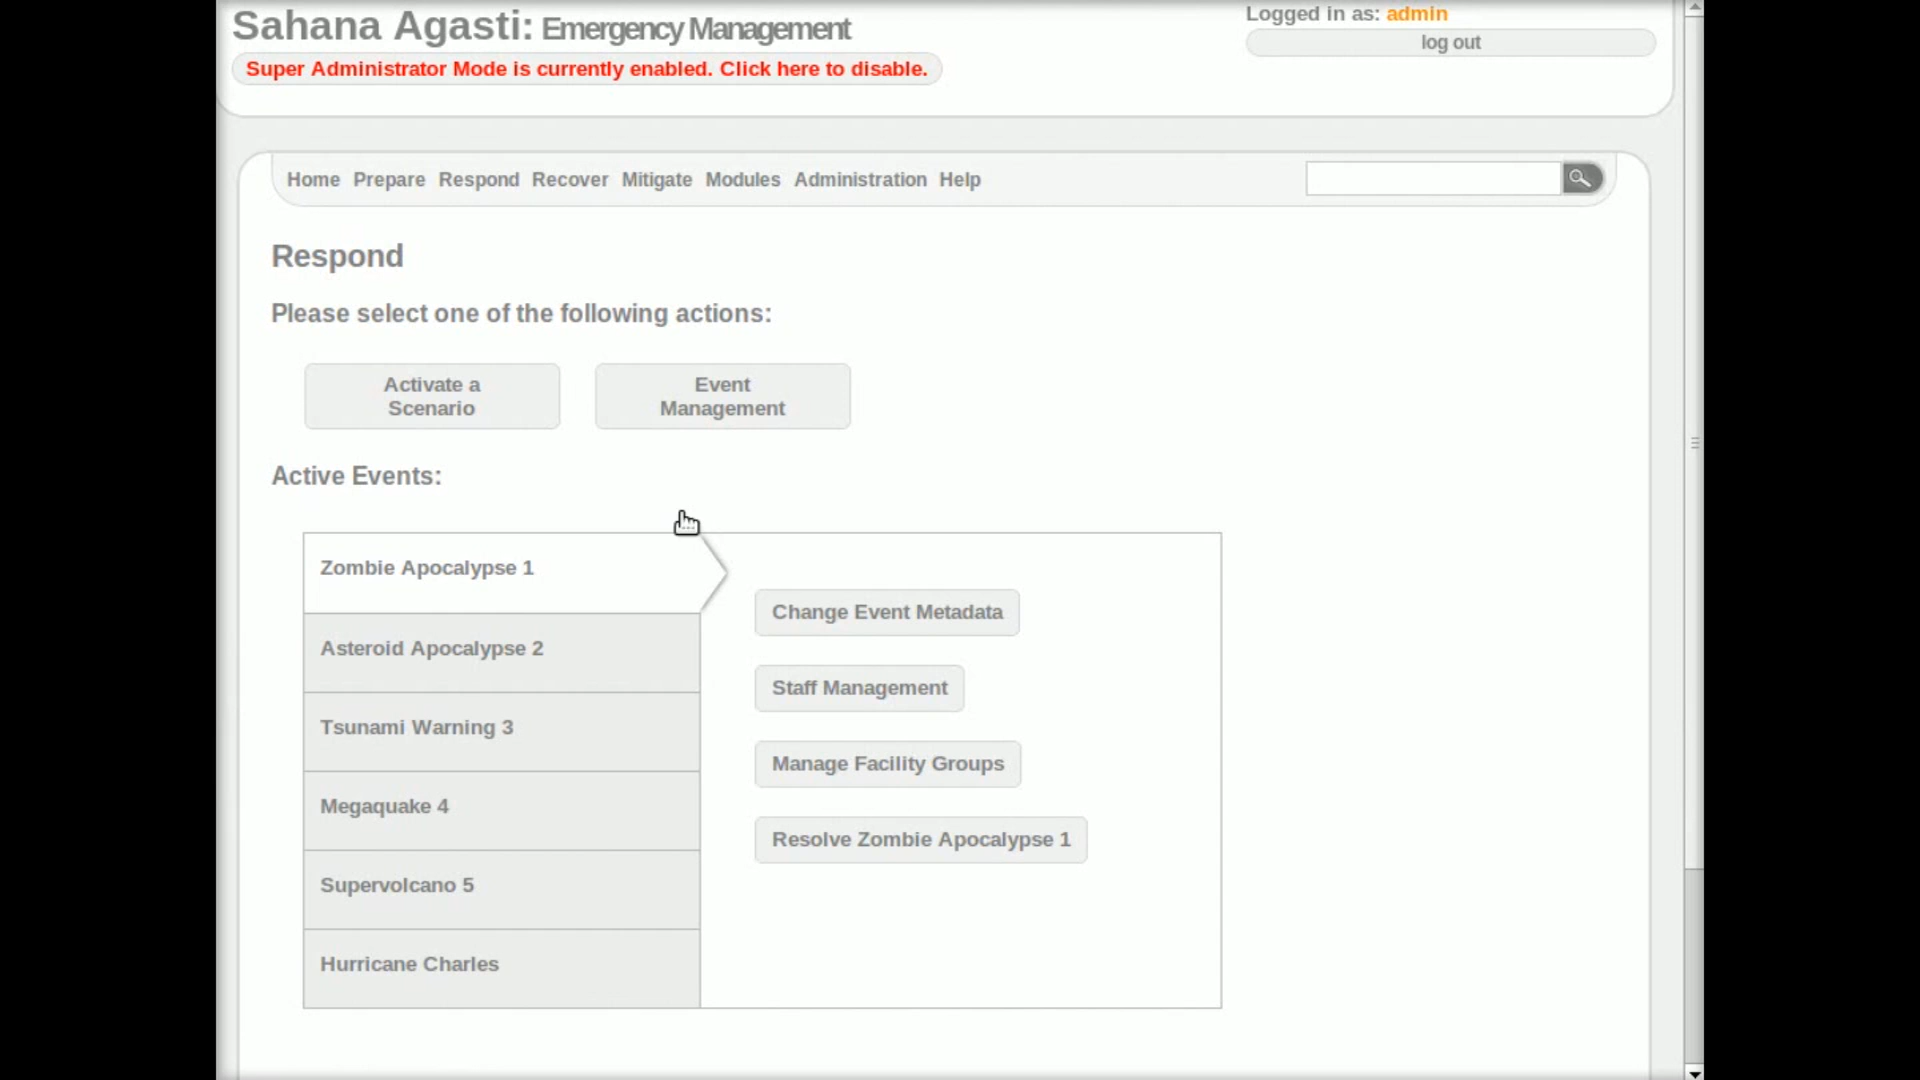 Sahana Agasti: Emergency Management
Logged in as: admin
log out
Super Administrator Mode is currently enabled. Click here to disable.
Home Prepare Respond Recover Mitigate Modules Administration Help
Respond
Please select one of the following actions:
Activate a
Scenario
Event
Management
Active Events:
Zombie Apocalypse 1
Asteroid Apocalypse 2
Tsunami Warning 3
Megaquake 4
Supervolcano 5
Hurricane Charles
Change Event Metadata
Staff Management
Manage Facility Groups
Resolve Zombie Apocalypse 1